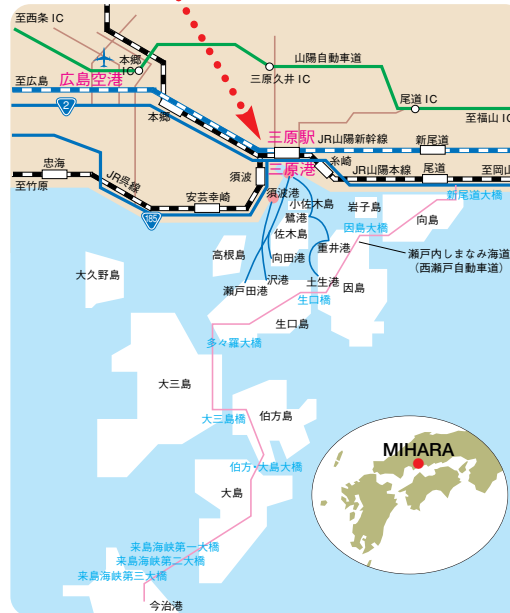 至西条 IC
本郷
IC
山陽自動車道
三原久井 IC
広島空港
至広島
尾道 IC
至福山 IC
2
本郷
三原駅
JR山陽新幹線
新尾道
三原港
糸崎
JR山陽本線
尾道
至岡山
忠海
JR呉線
須波
至竹原
安芸幸崎
185
須波港
小佐木島
鷺港
佐木島
向田港
沢港
瀬戸田港
高根島
岩子島
因島大橋
向島
新尾道大橋
重井港
瀬戸内しまなみ海道
（西瀬戸自動車道）
土生港
因島
生口橋
大久野島
生口島
多々羅大橋
大三島
大三島橋
伯方島
伯方・大島大橋
大島
MIHARA
来島海峡第一大橋
来島海峡第二大橋
来島海峡第三大橋
今治港